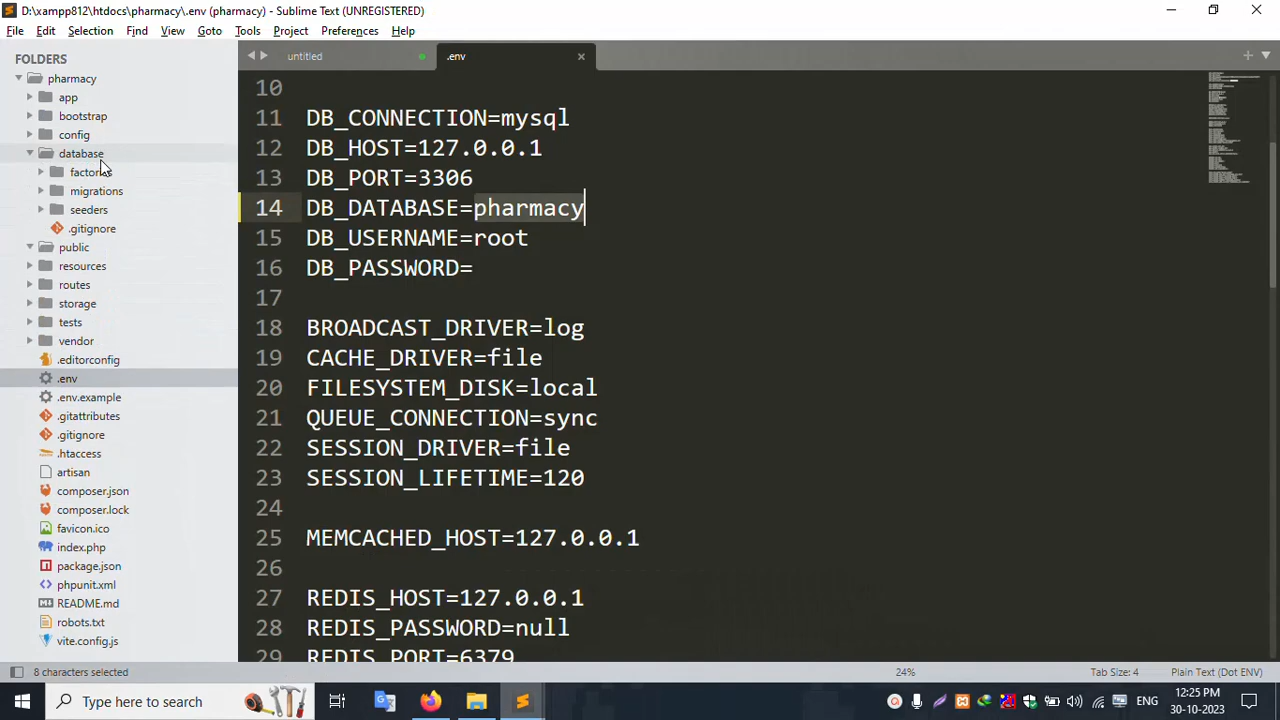 D:\xampp812\htdocs\pharmacy\.env (pharmacy) - Sublime Text (UNREGISTERED)
File Edit Selection Find View Goto Tools Project Preferences Help
FOLDERS
pharmacy
app
bootstrap
config
database
migrations
seeders
.gitignore
public
resources
routes
storage
tests
vendor
.editorconfig
.env
.env.example
.gitattributes
.gitignore
.htaccess
artisan
composer.json
composer.lock
favicon.ico
index.php
package.json
phpunit.xml
README.md
robots.txt
vite.config.js
untitled
.env
10
11 DB_CONNECTION=mysql
12 DB_HOST=127.0.0.1
13 DB_PORT=3306
14 DB_DATABASE=pharmacy
15 DB_USERNAME=root
16 DB_PASSWORD=
17
18 BROADCAST_DRIVER=log
19 CACHE_DRIVER=file
20 FILESYSTEM_DISK=local
21 QUEUE_CONNECTION=sync
22 SESSION_DRIVER=file
23 SESSION_LIFETIME=120
24
25 MEMCACHED_HOST=127.0.0.1
26
27 REDIS_HOST=127.0.0.1
28 REDIS_PASSWORD=null
29 REDIS_PORT=6379
8 characters selected
24%
Tab Size: 4
Plain Text (Dot ENV)
Type here to search
ENG
12:25 PM
30-10-2023